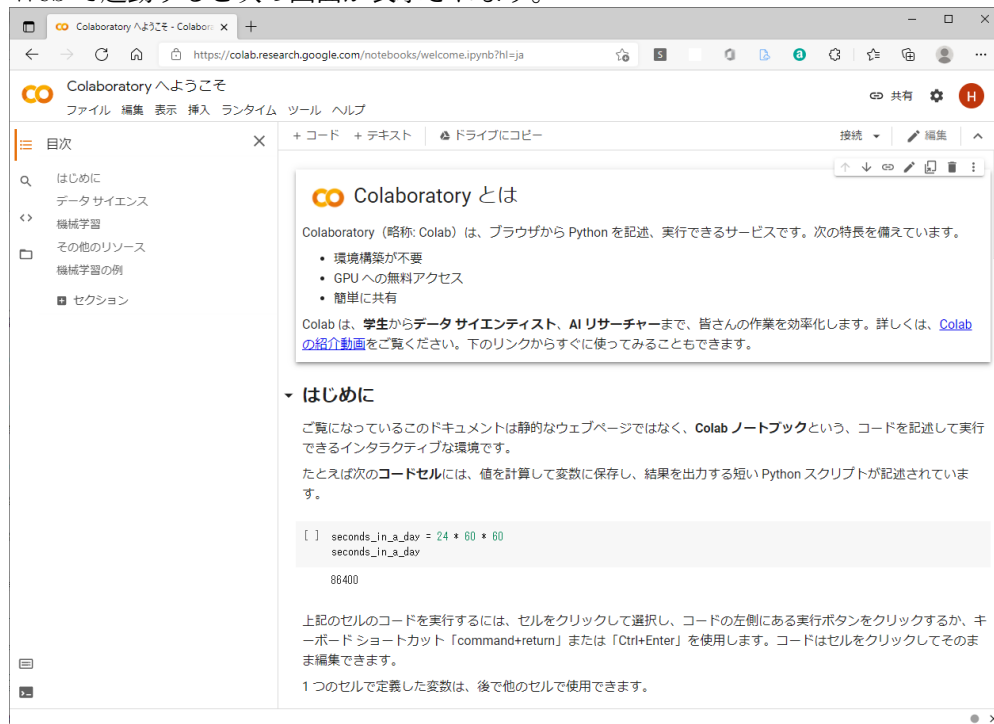 Web で起動すると次の画面が表示されます。
Colaboratory へようこそ - Colabor
https://colab.research.google.com/notebooks/welcome.ipynb?hl=ja
Colaboratory へようこそ
共有
H
ファイル 編集 表示 挿入 ランタイム ツール ヘルプ
目次
+ コード + テキスト ドライブにコピー
接続 編集
はじめに
データ サイエンス
機械学習
その他のリソース
機械学習の例
セクション
Colaboratory とは
Colaboratory（略称: Colab）は、ブラウザから Python を記述、実行できるサービスです。次の特長を備えています。
• 環境構築が不要
• GPU への無料アクセス
• 簡単に共有
Colab は、学生からデータ サイエンティスト、AI リサーチャーまで、皆さんの作業を効率化します。詳しくは、Colab
の紹介動画をご覧ください。下のリンクからすぐに使ってみることもできます。
はじめに
ご覧になっているこのドキュメントは静的なウェブページではなく、Colab ノートブックという、コードを記述して実行
できるインタラクティブな環境です。
たとえば次のコードセルには、値を計算して変数に保存し、結果を出力する短い Python スクリプトが記述されていま
す。
[ ] seconds_in_a_day = 24 * 60 * 60
seconds_in_a_day
86400
上記のセルのコードを実行するには、セルをクリックして選択し、コードの左側にある実行ボタンをクリックするか、キ
ーボード ショートカット「command+return」または「Ctrl+Enter」を使用します。コードはセルをクリックしてそのま
ま編集できます。
1 つのセルで定義した変数は、後で他のセルで使用できます。